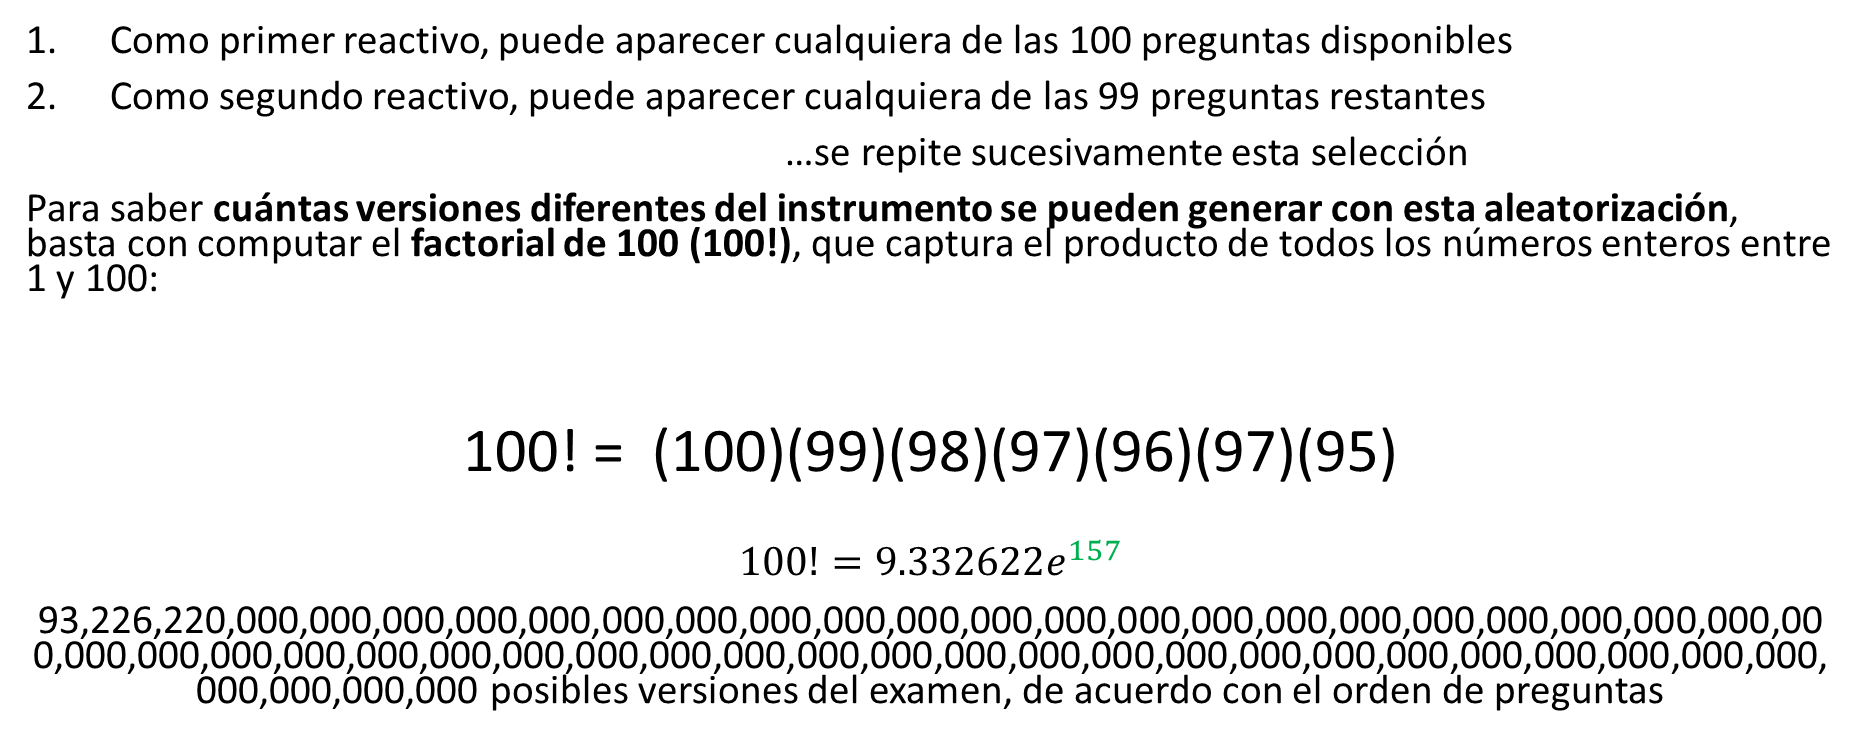 1. Como primer reactivo, puede aparecer cualquiera de las 100 preguntas disponibles
2. Como segundo reactivo, puede aparecer cualquiera de las 99 preguntas restantes
...se repite sucesivamente esta selección
Para saber cuántas versiones diferentes del instrumento se pueden generar con esta aleatorización,
basta con computar el factorial de 100 (100!), que captura el producto de todos los números enteros entre
1 y 100:
100! = (100)(99)(98)(97)(96)(97)(95)
100! = 9.332622e^157
93,226,220,000,000,000,000,000,000,000,000,000,000,000,000,000,000,000,000,000,000,000,000,000,00
0,000,000,000,000,000,000,000,000,000,000,000,000,000,000,000,000,000,000,000,000,000,000,000,000,
000,000,000,000 posibles versiones del examen, de acuerdo con el orden de preguntas